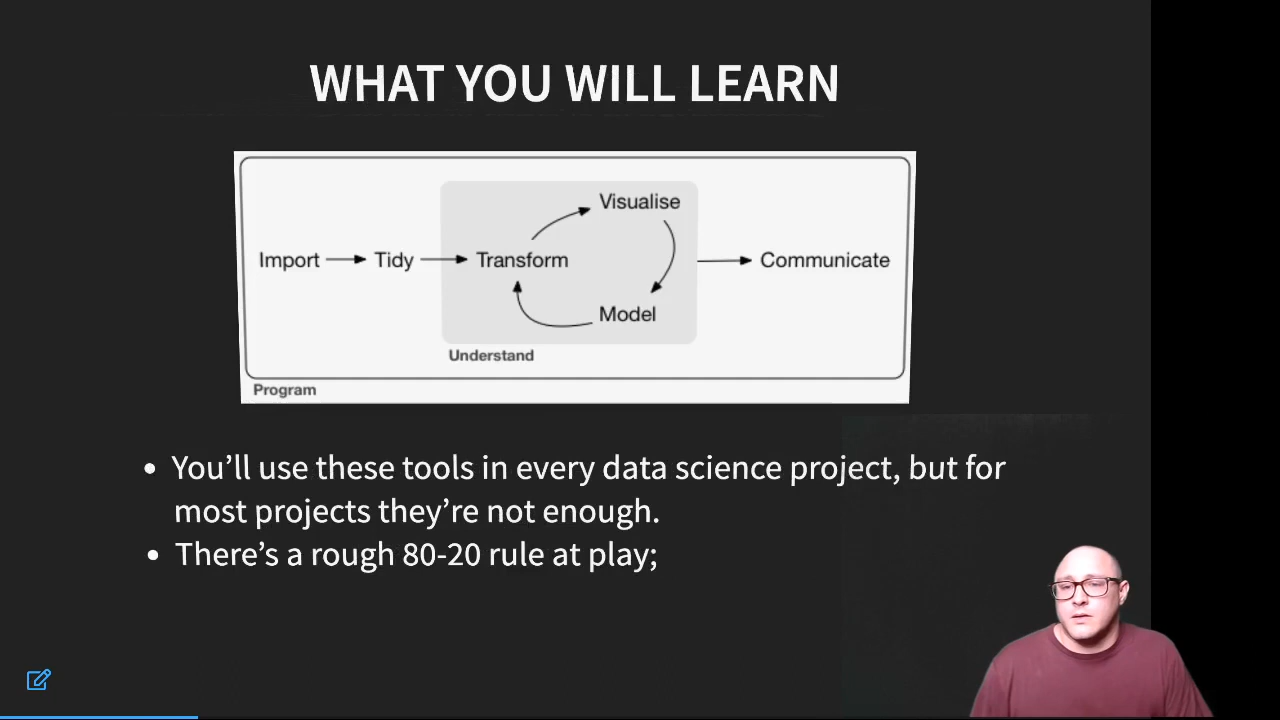 WHAT YOU WILL LEARN
Visualise
Import
Tidy
Transform
Communicate
Model
Understand
Program
You’ll use these tools in every data science project, but for
most projects they’re not enough.
There’s a rough 80-20 rule at play;